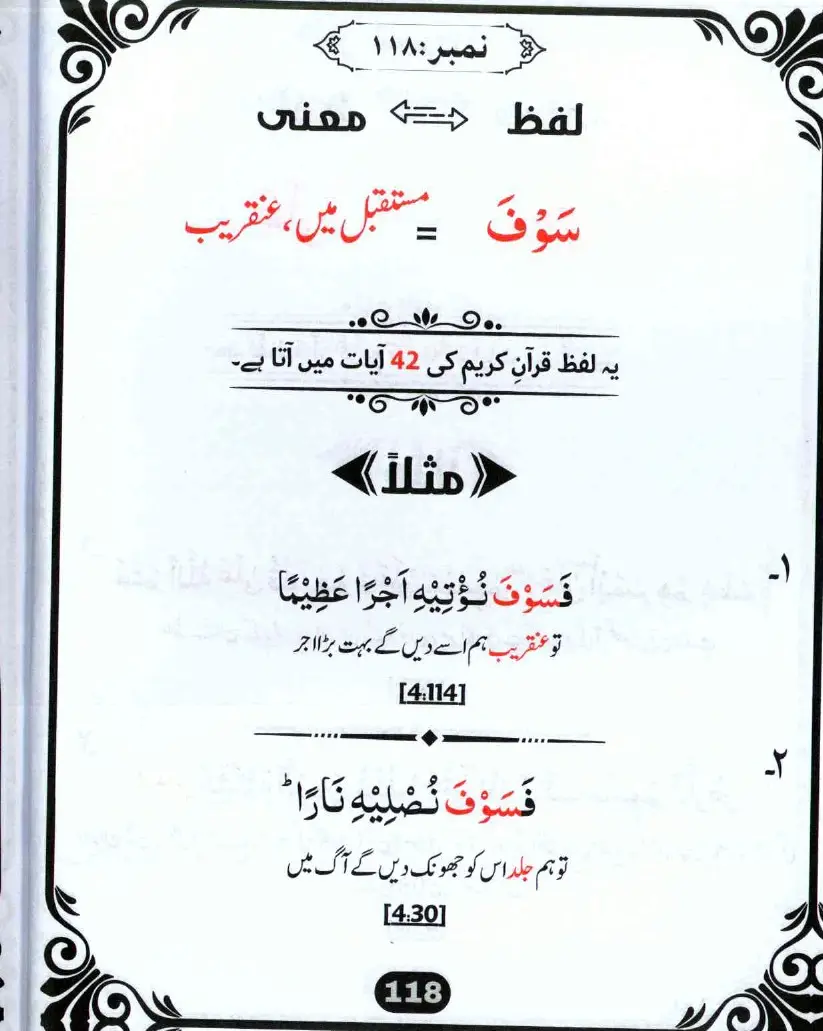 نمبر:۱۱۸
لفظ ⇐⇒ معنی
سَوْفَ = مستقبل میں، عنقریب
یہ لفظ قرآنِ کریم کی 42 آیات میں آتا ہے۔
مثلاً
۱۔
فَسَوْفَ نُؤْتِیْهِ اَجْرًا عَظِیْمًا
تو عنقریب ہم اسے دیں گے بہت بڑا اجر
[4:114]
۲۔
فَسَوْفَ نُصْلِیْهِ نَارًا ؕ
تو ہم جلد اس کو جھونک دیں گے آگ میں
[4:30]
118